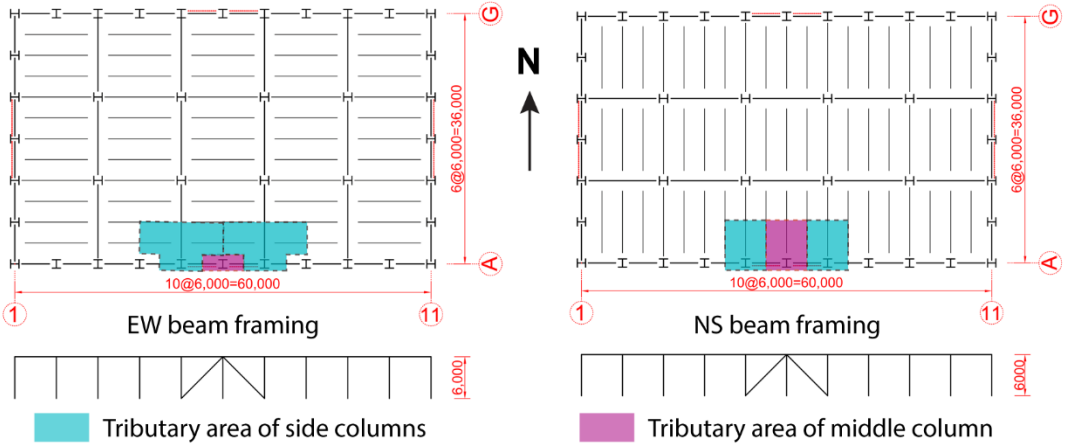 G
G
N
6@6,000=36,000
6@6,000=36,000
A
A
10@6,000=60,000
10@6,000=60,000
1
11
1
11
EW beam framing
NS beam framing
6,000
6000
Tributary area of side columns
Tributary area of middle column